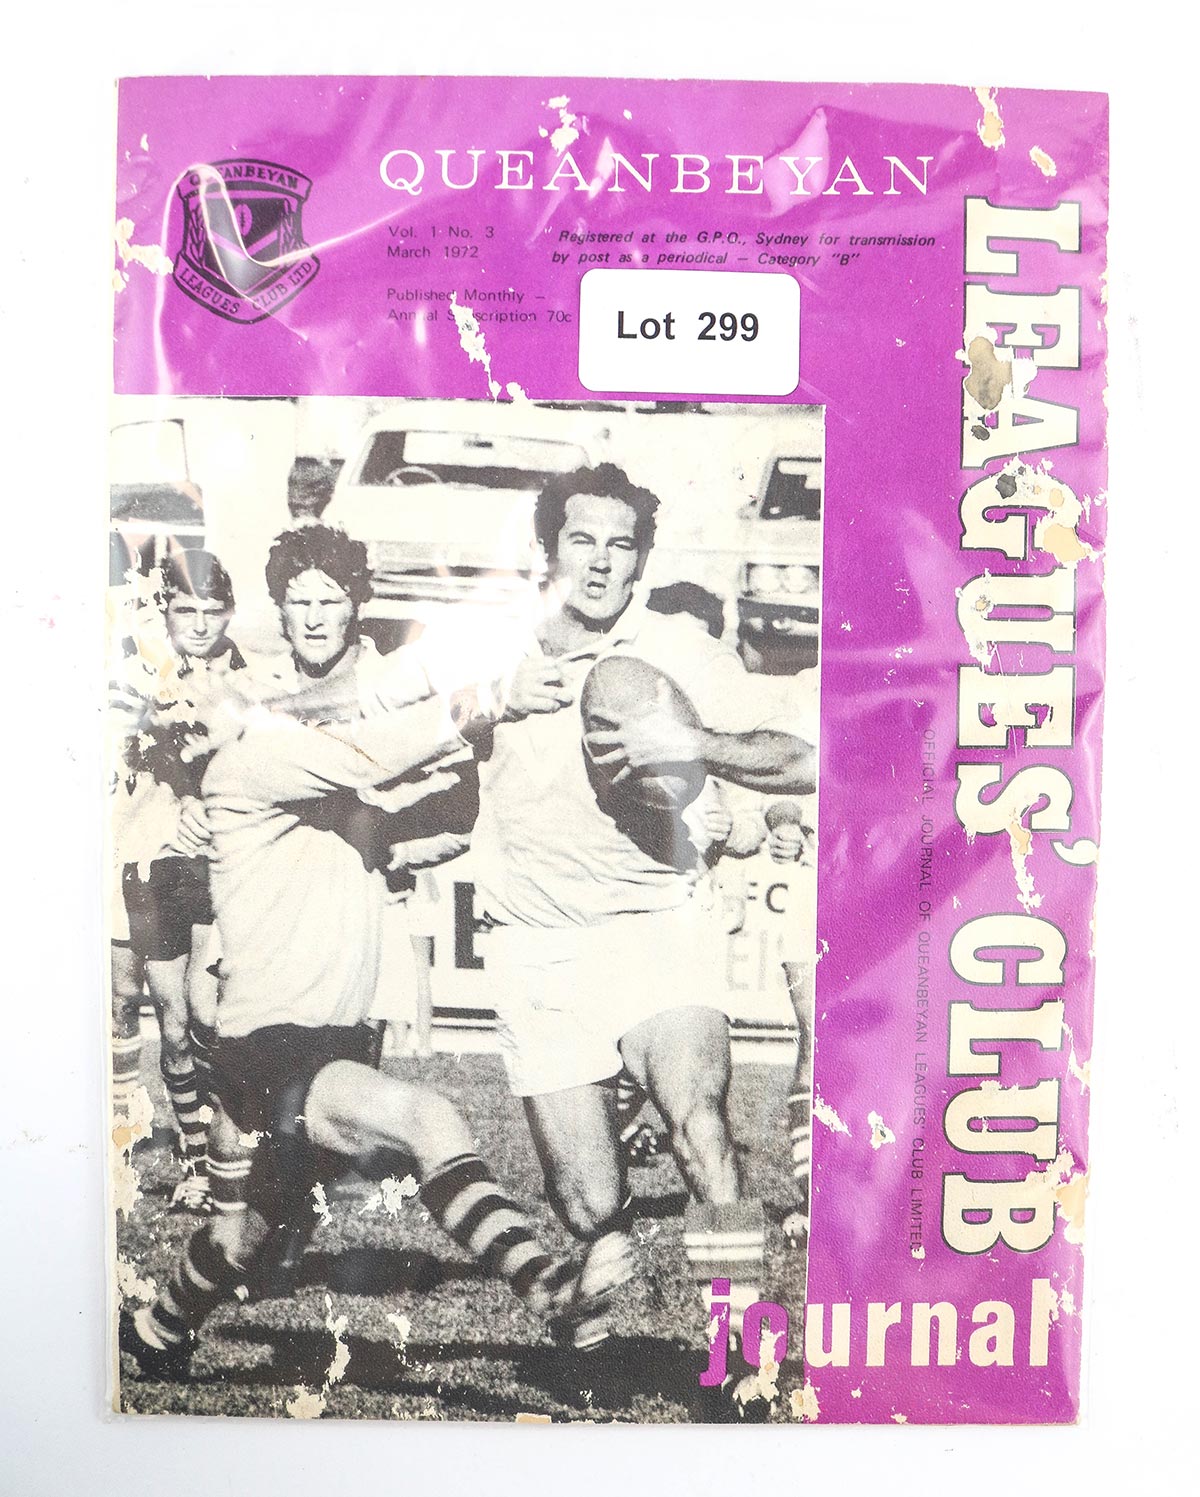 QUEANBEYAN
LEAGUES CLUB LTD
QUEANBEYAN
Vol. 1 No. 3
March 1972
Registered at the G.P.O., Sydney for transmission
by post as a periodical – Category "B"
Published Monthly –
Annual Subscription 70c
Lot 299
LEAGUES' CLUB
OFFICIAL JOURNAL OF QUEANBEYAN LEAGUES' CLUB LIMITED
journal
FC